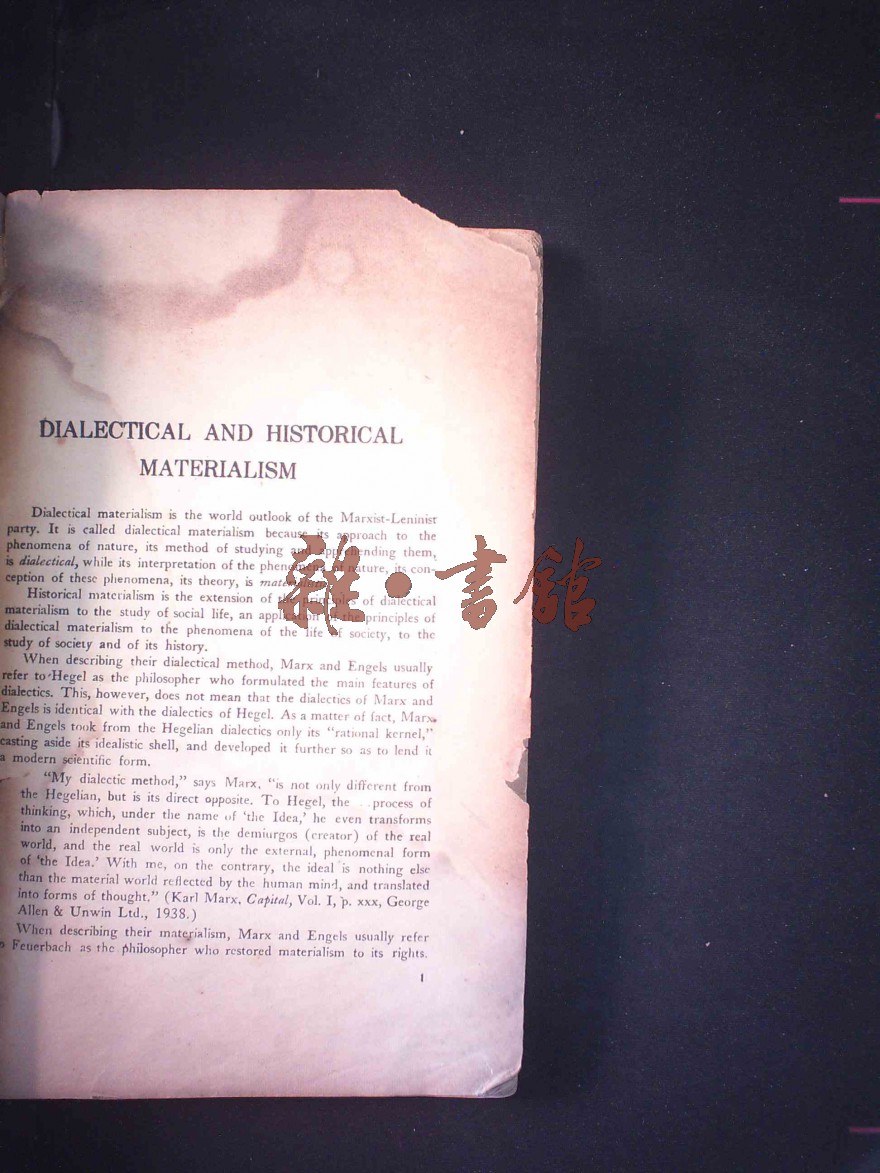 DIALECTICAL AND HISTORICAL
MATERIALISM
Dialectical materialism is the world outlook of the Marxist-Leninist
party. It is called dialectical materialism because its approach to the
phenomena of nature, its method of studying and apprehending them,
is dialectical, while its interpretation of the phenomena of nature, its con-
ception of these phenomena, its theory, is materialistic.
Historical materialism is the extension of the principles of dialectical
materialism to the study of social life, an application of the principles of
dialectical materialism to the phenomena of the life of society, to the
study of society and of its history.
When describing their dialectical method, Marx and Engels usually
refer to Hegel as the philosopher who formulated the main features of
dialectics. This, however, does not mean that the dialectics of Marx and
Engels is identical with the dialectics of Hegel. As a matter of fact, Marx
and Engels took from the Hegelian dialectics only its "rational kernel,"
casting aside its idealistic shell, and developed it further so as to lend it
a modern scientific form.
"My dialectic method," says Marx, "is not only different from
the Hegelian, but is its direct opposite. To Hegel, the ... process of
thinking, which, under the name of 'the Idea,' he even transforms
into an independent subject, is the demiurgos (creator) of the real
world, and the real world is only the external, phenomenal form
of 'the Idea.' With me, on the contrary, the ideal is nothing else
than the material world reflected by the human mind, and translated
into forms of thought." (Karl Marx, Capital, Vol. I, p. xxx, George
Allen & Unwin Ltd., 1938.)
When describing their materialism, Marx and Engels usually refer
Feuerbach as the philosopher who restored materialism to its rights.
1
雜·書館